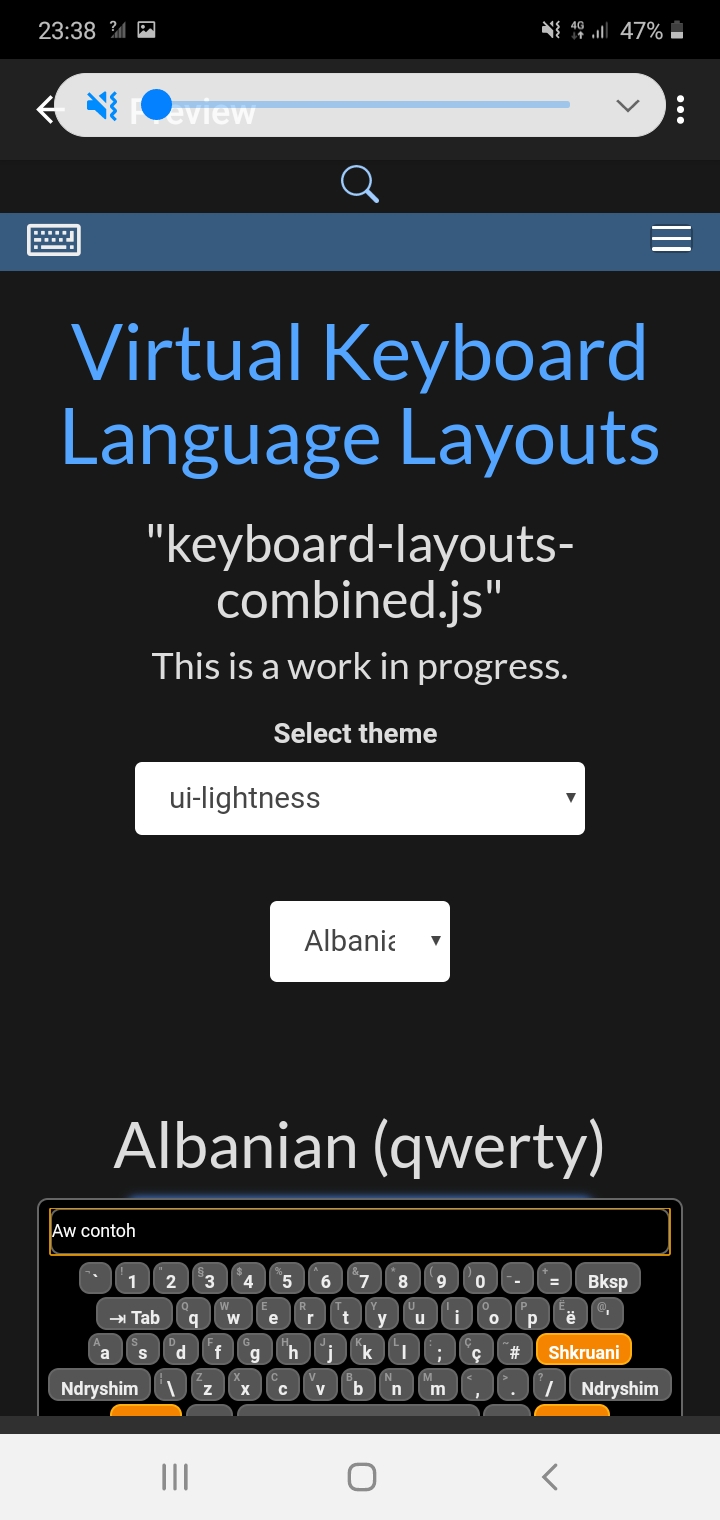 23:38
4G
47%
Preview
Virtual Keyboard
Language Layouts
"keyboard-layouts-
combined.js"
This is a work in progress.
Select theme
ui-lightness ▼
Albania ▼
Albanian (qwerty)
Aw contoh
¬ ` ! 1 " 2 § 3 $ 4 % 5 ^ 6 & 7 * 8 ( 9 ) 0 _ - + = Bksp
⇥ Tab Q q W w E e R r T t Y y U u I i O o P p Ë ë @ '
A a S s D d F f G g H h J j K k L l : ; Ç ç ~ # Shkruani
Ndryshim ¦ \ Z z X x C c V v B b N n M m < , > . ? / Ndryshim